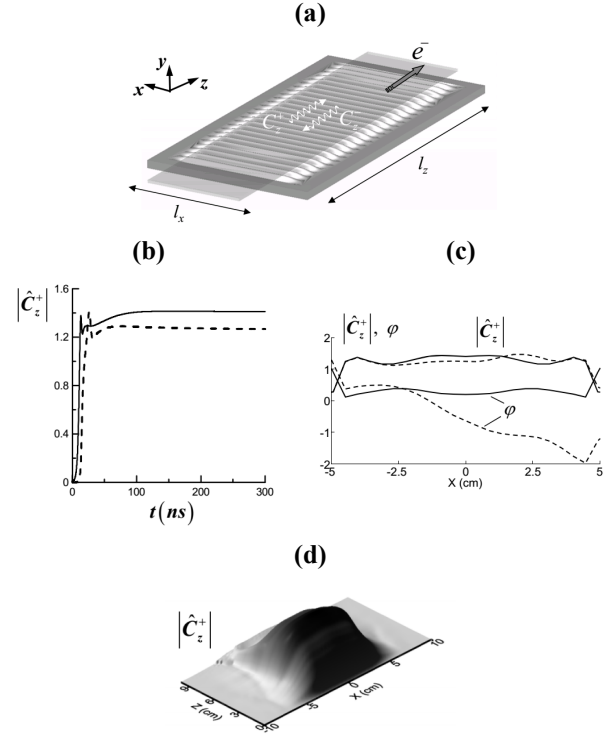 (a)
y
x
z
e⁻
C_z^+
C_z^-
l_z
l_x
(b)
|Ĉ_z^+|
1.6
1.2
0.8
0.4
0
0 100 200 300
t(ns)
(c)
|Ĉ_z^+|, φ
|Ĉ_z^+|
2
1
0
φ
-1
-2
-5 -2.5 0 2.5 5
X (cm)
(d)
|Ĉ_z^+|
10
5
0
-5
-10
X (cm)
Z (cm)